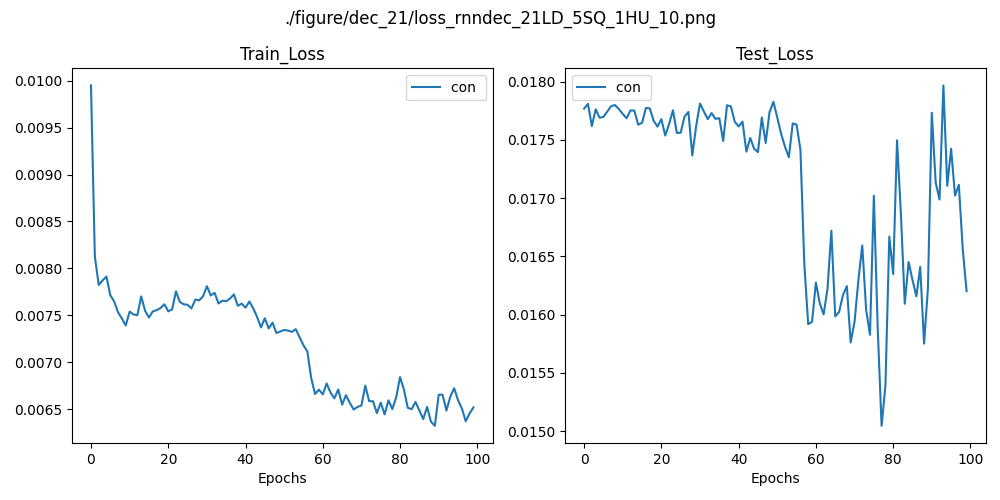 ./figure/dec_21/loss_rnndec_21LD_5SQ_1HU_10.png
Train_Loss
con
0.0100
0.0095
0.0090
0.0085
0.0080
0.0075
0.0070
0.0065
0 20 40 60 80 100
Epochs
Test_Loss
con
0.0180
0.0175
0.0170
0.0165
0.0160
0.0155
0.0150
0 20 40 60 80 100
Epochs